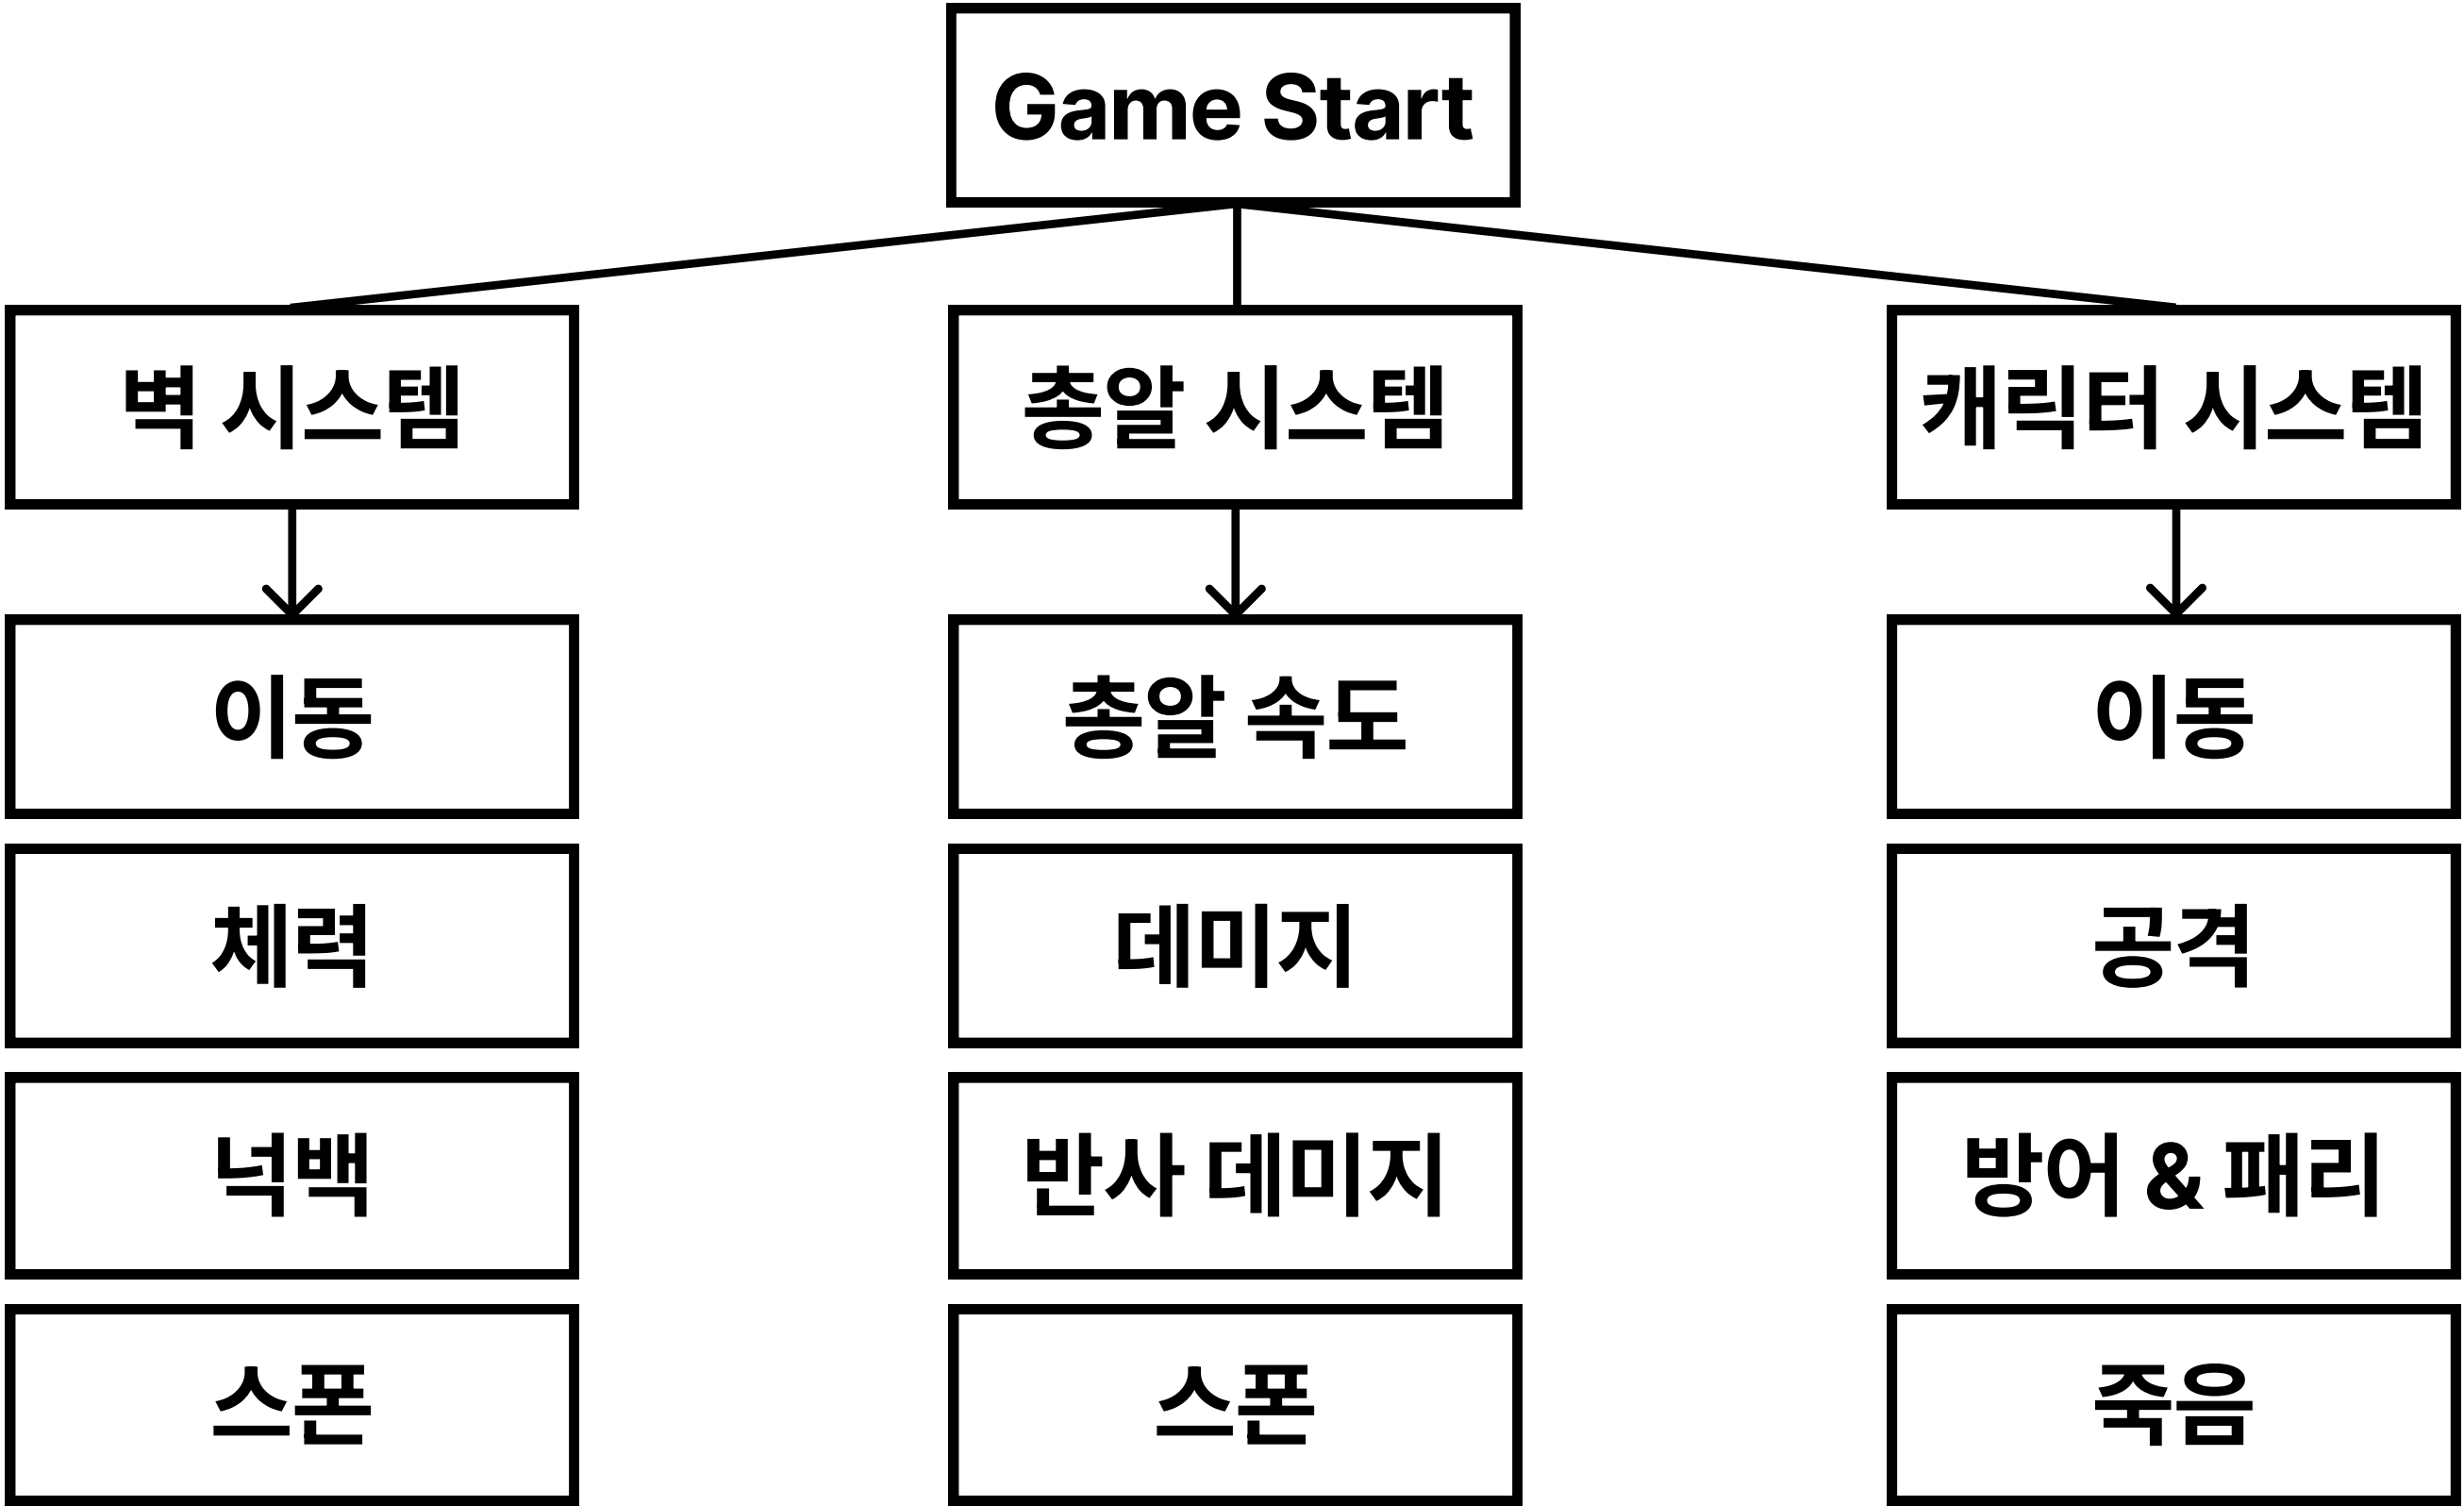 Game Start
벽 시스템
총알 시스템
캐릭터 시스템
이동
총알 속도
이동
체력
데미지
공격
넉백
반사 데미지
방어 & 패리
스폰
스폰
죽음